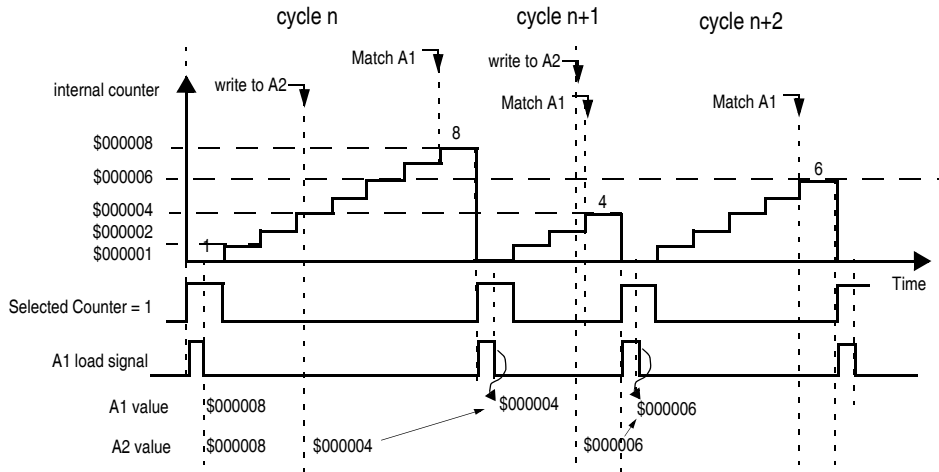 cycle n
cycle n+1
cycle n+2
Match A1
write to A2
write to A2
internal counter
Match A1
Match A1
8
$000008
6
$000006
4
$000004
$000002
1
$000001
Time
Selected Counter = 1
A1 load signal
A1 value
$000008
$000004
$000006
A2 value
$000008
$000004
$000006